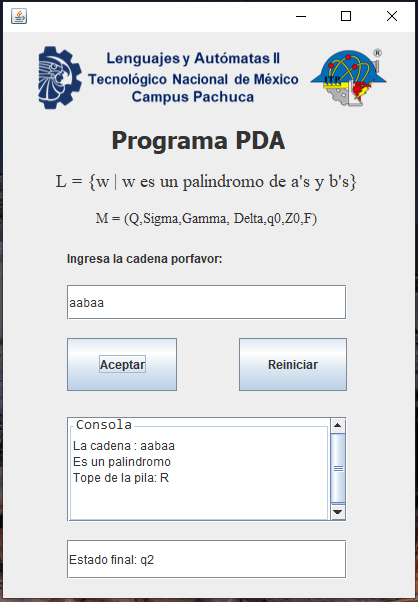 Lenguajes y Autómatas II
Tecnológico Nacional de México
Campus Pachuca
ITP
®
Programa PDA
L = {w | w es un palindromo de a's y b's}
M = (Q,Sigma,Gamma, Delta,q0,Z0,F)
Ingresa la cadena porfavor:
aabaa
Aceptar Reiniciar
Consola
La cadena : aabaa
Es un palindromo
Tope de la pila: R
Estado final: q2